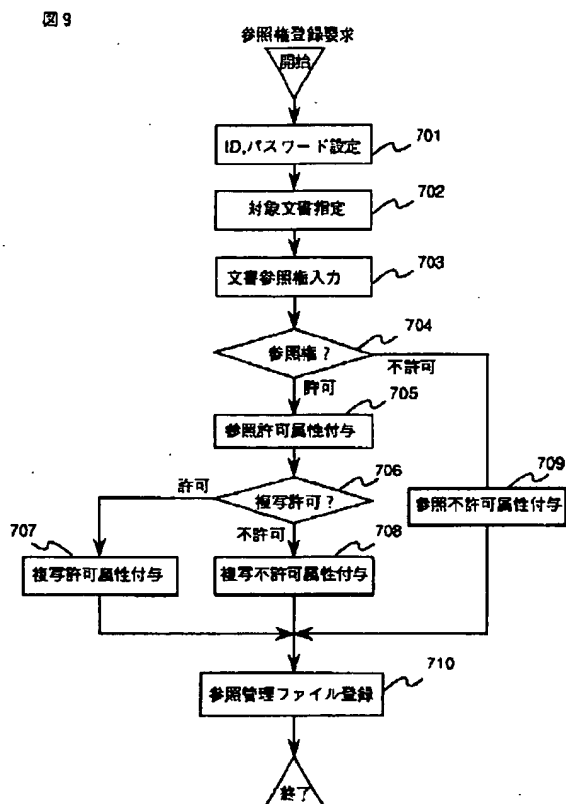 図9
参照権登録要求
開始
ID,パスワード設定
701
対象文書指定
702
文書参照権入力
703
704
参照権?
不許可
許可
705
参照許可属性付与
706
709
許可
複写許可?
参照不許可属性付与
不許可
707
708
複写許可属性付与
複写不許可属性付与
710
参照管理ファイル登録
終了